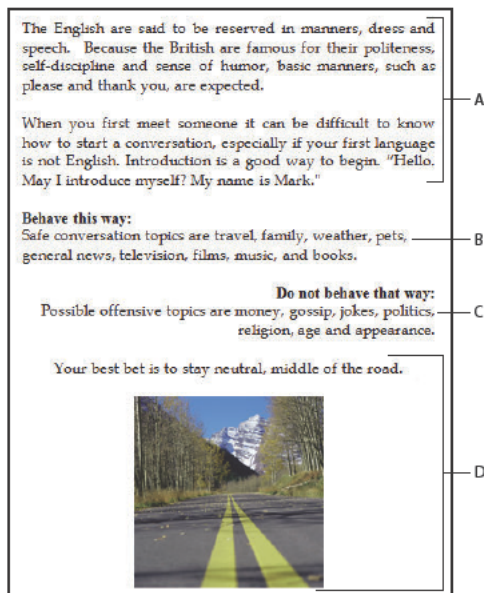 The English are said to be reserved in manners, dress and
speech. Because the British are famous for their politeness,
self-discipline and sense of humor, basic manners, such as
please and thank you, are expected.
A
When you first meet someone it can be difficult to know
how to start a conversation, especially if your first language
is not English. Introduction is a good way to begin. "Hello.
May I introduce myself? My name is Mark."
Behave this way:
Safe conversation topics are travel, family, weather, pets,
B
general news, television, films, music, and books.
Do not behave that way:
Possible offensive topics are money, gossip, jokes, politics,
C
religion, age and appearance.
Your best bet is to stay neutral, middle of the road.
D